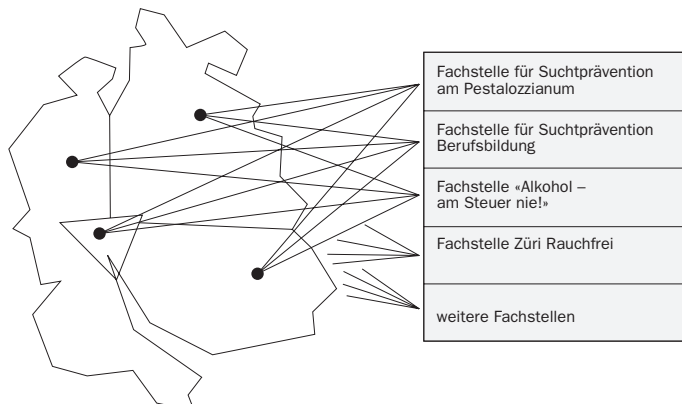 Fachstelle für Suchtprävention
am Pestalozzianum
Fachstelle für Suchtprävention
Berufsbildung
Fachstelle «Alkohol –
am Steuer nie!»
Fachstelle Züri Rauchfrei
weitere Fachstellen